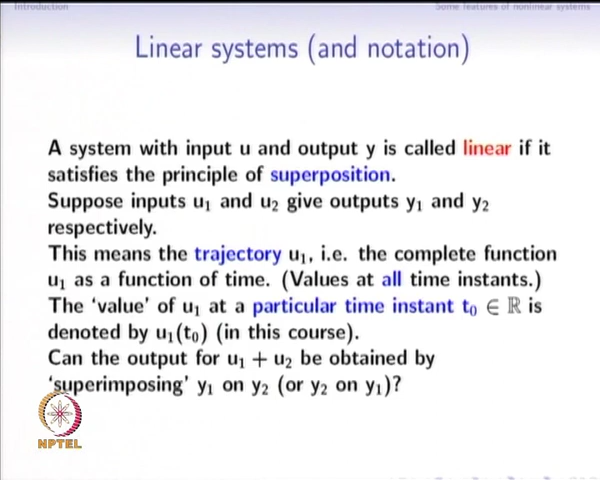 Introduction
Some features of nonlinear systems
Linear systems (and notation)
A system with input u and output y is called linear if it
satisfies the principle of superposition.
Suppose inputs u₁ and u₂ give outputs y₁ and y₂
respectively.
This means the trajectory u₁, i.e. the complete function
u₁ as a function of time. (Values at all time instants.)
The ‘value’ of u₁ at a particular time instant t₀ ∈ ℝ is
denoted by u₁(t₀) (in this course).
Can the output for u₁ + u₂ be obtained by
‘superimposing’ y₁ on y₂ (or y₂ on y₁)?
NPTEL